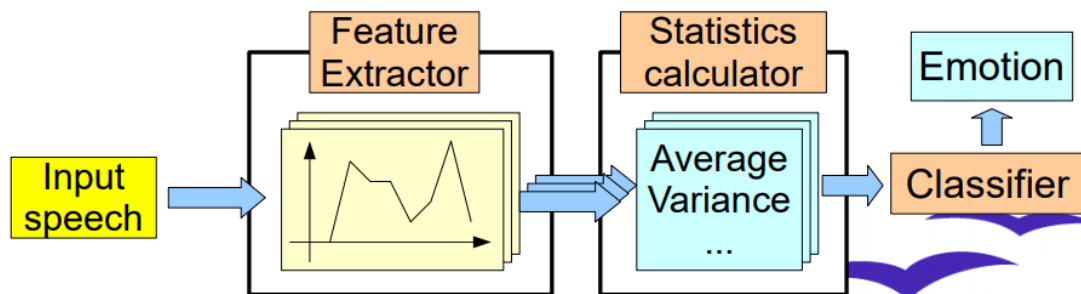 Feature
Extractor
Statistics
calculator
Emotion
Input
speech
Average
Variance
...
Classifier